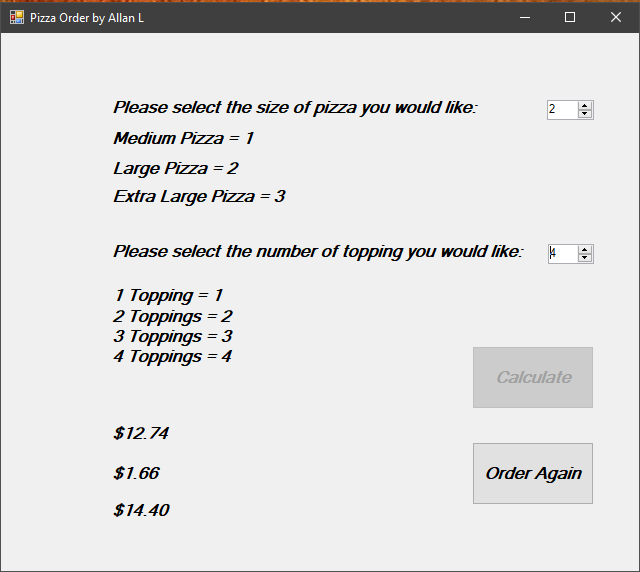 Pizza Order by Allan L
Please select the size of pizza you would like: 2
Medium Pizza = 1
Large Pizza = 2
Extra Large Pizza = 3
Please select the number of topping you would like: 4
1 Topping = 1
2 Toppings = 2
3 Toppings = 3
4 Toppings = 4
Calculate
$12.74
$1.66
Order Again
$14.40